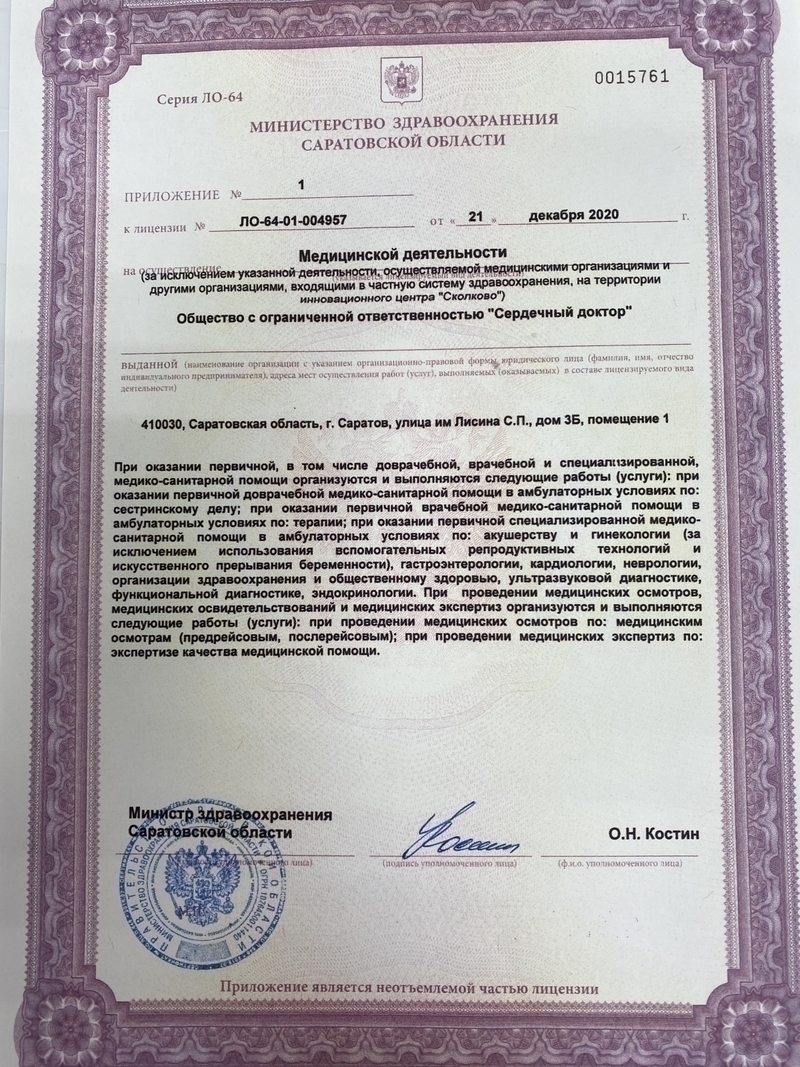 Серия ЛО-64
0015761
МИНИСТЕРСТВО ЗДРАВООХРАНЕНИЯ
САРАТОВСКОЙ ОБЛАСТИ
ПРИЛОЖЕНИЕ № 1
к лицензии № ЛО-64-01-004957 от « 21 » декабря 2020 г.
Медицинской деятельности
на осуществление
(за исключением указанной деятельности, осуществляемой медицинскими организациями и
другими организациями, входящими в частную систему здравоохранения, на территории
инновационного центра "Сколково")
Общество с ограниченной ответственностью "Сердечный доктор"
ВЫДАННОЙ (наименование организации с указанием организационно-правовой формы юридического лица (фамилия, имя, отчество
индивидуального предпринимателя), адреса мест осуществления работ (услуг), выполняемых (оказываемых) в составе лицензируемого вида
деятельности)
410030, Саратовская область, г. Саратов, улица им Лисина С.П., дом 3Б, помещение 1
При оказании первичной, в том числе доврачебной, врачебной и специализированной,
медико-санитарной помощи организуются и выполняются следующие работы (услуги): при
оказании первичной доврачебной медико-санитарной помощи в амбулаторных условиях по:
сестринскому делу; при оказании первичной врачебной медико-санитарной помощи в
амбулаторных условиях по: терапии; при оказании первичной специализированной медико-
санитарной помощи в амбулаторных условиях по: акушерству и гинекологии (за
исключением использования вспомогательных репродуктивных технологий и
искусственного прерывания беременности), гастроэнтерологии, кардиологии, неврологии,
организации здравоохранения и общественному здоровью, ультразвуковой диагностике,
функциональной диагностике, эндокринологии. При проведении медицинских осмотров,
медицинских освидетельствований и медицинских экспертиз организуются и выполняются
следующие работы (услуги): при проведении медицинских осмотров по: медицинским
осмотрам (предрейсовым, послерейсовым); при проведении медицинских экспертиз по:
экспертизе качества медицинской помощи.
Министр здравоохранения
Саратовской области
О.Н. Костин
(подпись уполномоченного лица)
(ф.и.о. уполномоченного лица)
Приложение является неотъемлемой частью лицензии